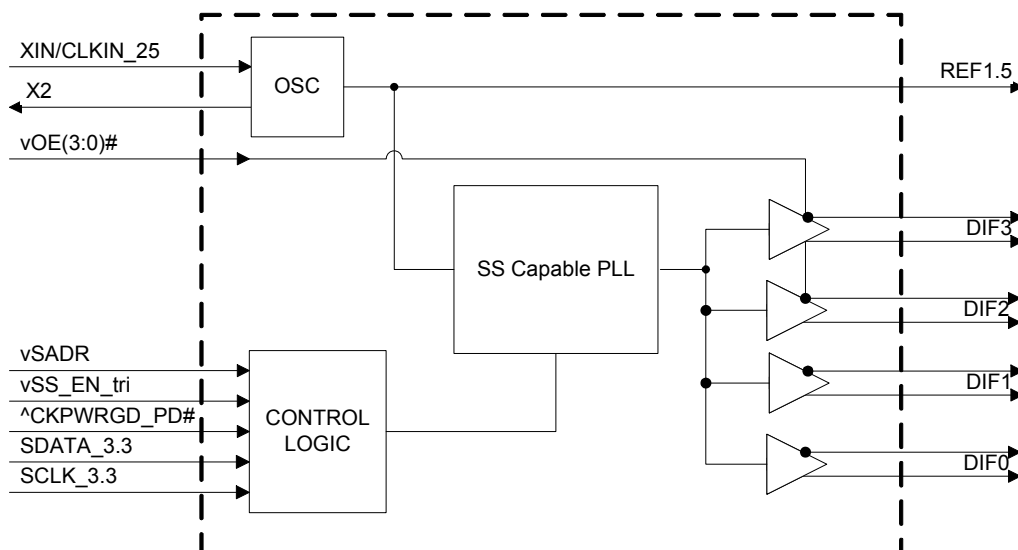 XIN/CLKIN_25
X2
OSC
REF1.5
vOE(3:0)#
SS Capable PLL
DIF3
DIF2
vSADR
vSS_EN_tri
^CKPWRGD_PD#
SDATA_3.3
SCLK_3.3
CONTROL
LOGIC
DIF1
DIF0